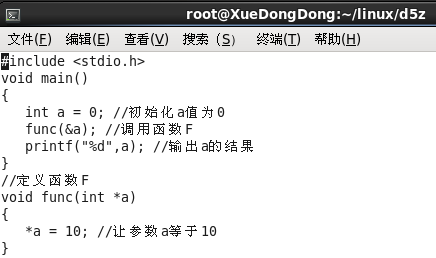 root@XueDongDong:~/linux/d5z
文件(F) 编辑(E) 查看(V) 搜索 (S) 终端(T) 帮助(H)
#include <stdio.h>
void main()
{
    int a = 0; //初始化a值为0
    func(&a); //调用函数F
    printf("%d",a); //输出a的结果
}
//定义函数F
void func(int *a)
{
    *a = 10; //让参数a等于10
}